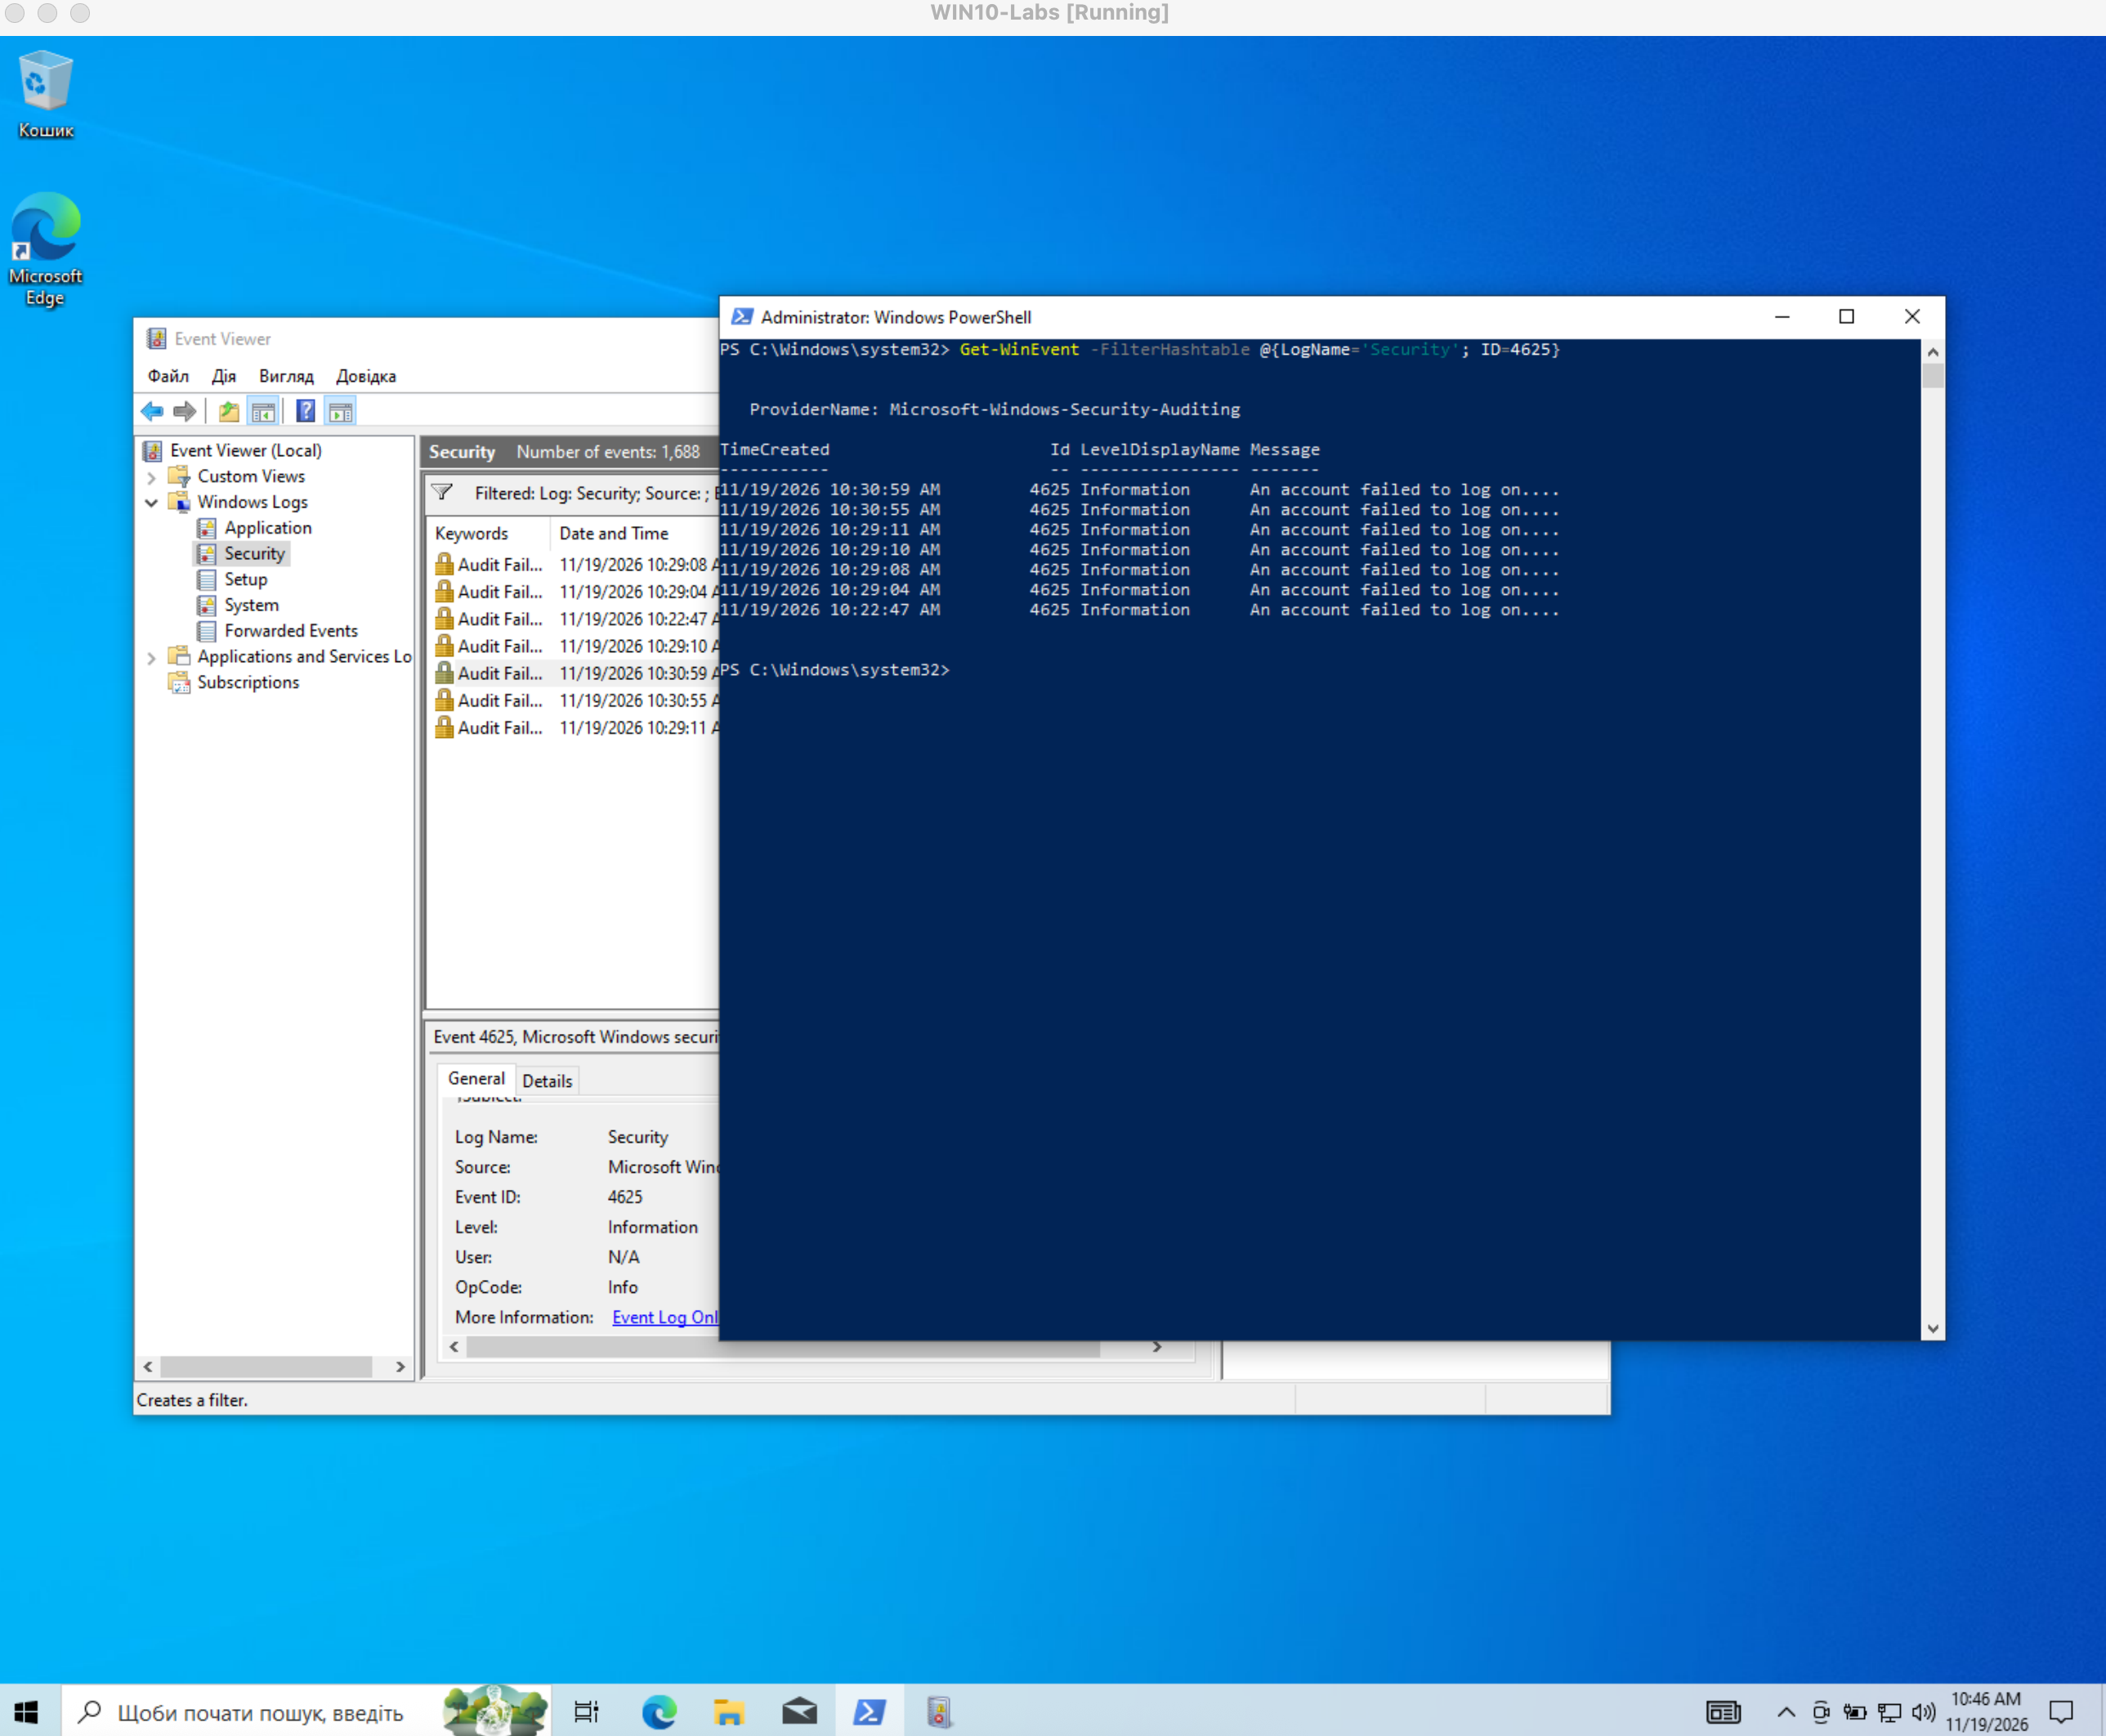 WIN10-Labs [Running]
Кошик
Microsoft
Edge
Event Viewer
Файл Дія Вигляд Довідка
Event Viewer (Local)
Custom Views
Windows Logs
Application
Security
Setup
System
Forwarded Events
Applications and Services Lo
Subscriptions
Security Number of events: 1,688
Filtered: Log: Security; Source: ;
Keywords Date and Time
Audit Fail... 11/19/2026 10:29:08
Audit Fail... 11/19/2026 10:29:04
Audit Fail... 11/19/2026 10:22:47
Audit Fail... 11/19/2026 10:29:10
Audit Fail... 11/19/2026 10:30:59
Audit Fail... 11/19/2026 10:30:55
Audit Fail... 11/19/2026 10:29:11
Event 4625, Microsoft Windows securi
General Details
Log Name: Security
Source: Microsoft Wind
Event ID: 4625
Level: Information
User: N/A
OpCode: Info
More Information: Event Log Onl
Creates a filter.
Administrator: Windows PowerShell
PS C:\Windows\system32> Get-WinEvent -FilterHashtable @{LogName='Security'; ID=4625}
ProviderName: Microsoft-Windows-Security-Auditing
TimeCreated Id LevelDisplayName Message
----------- -- ---------------- -------
11/19/2026 10:30:59 AM 4625 Information An account failed to log on....
11/19/2026 10:30:55 AM 4625 Information An account failed to log on....
11/19/2026 10:29:11 AM 4625 Information An account failed to log on....
11/19/2026 10:29:10 AM 4625 Information An account failed to log on....
11/19/2026 10:29:08 AM 4625 Information An account failed to log on....
11/19/2026 10:29:04 AM 4625 Information An account failed to log on....
11/19/2026 10:22:47 AM 4625 Information An account failed to log on....
PS C:\Windows\system32>
Щоби почати пошук, введіть
10:46 AM
11/19/2026